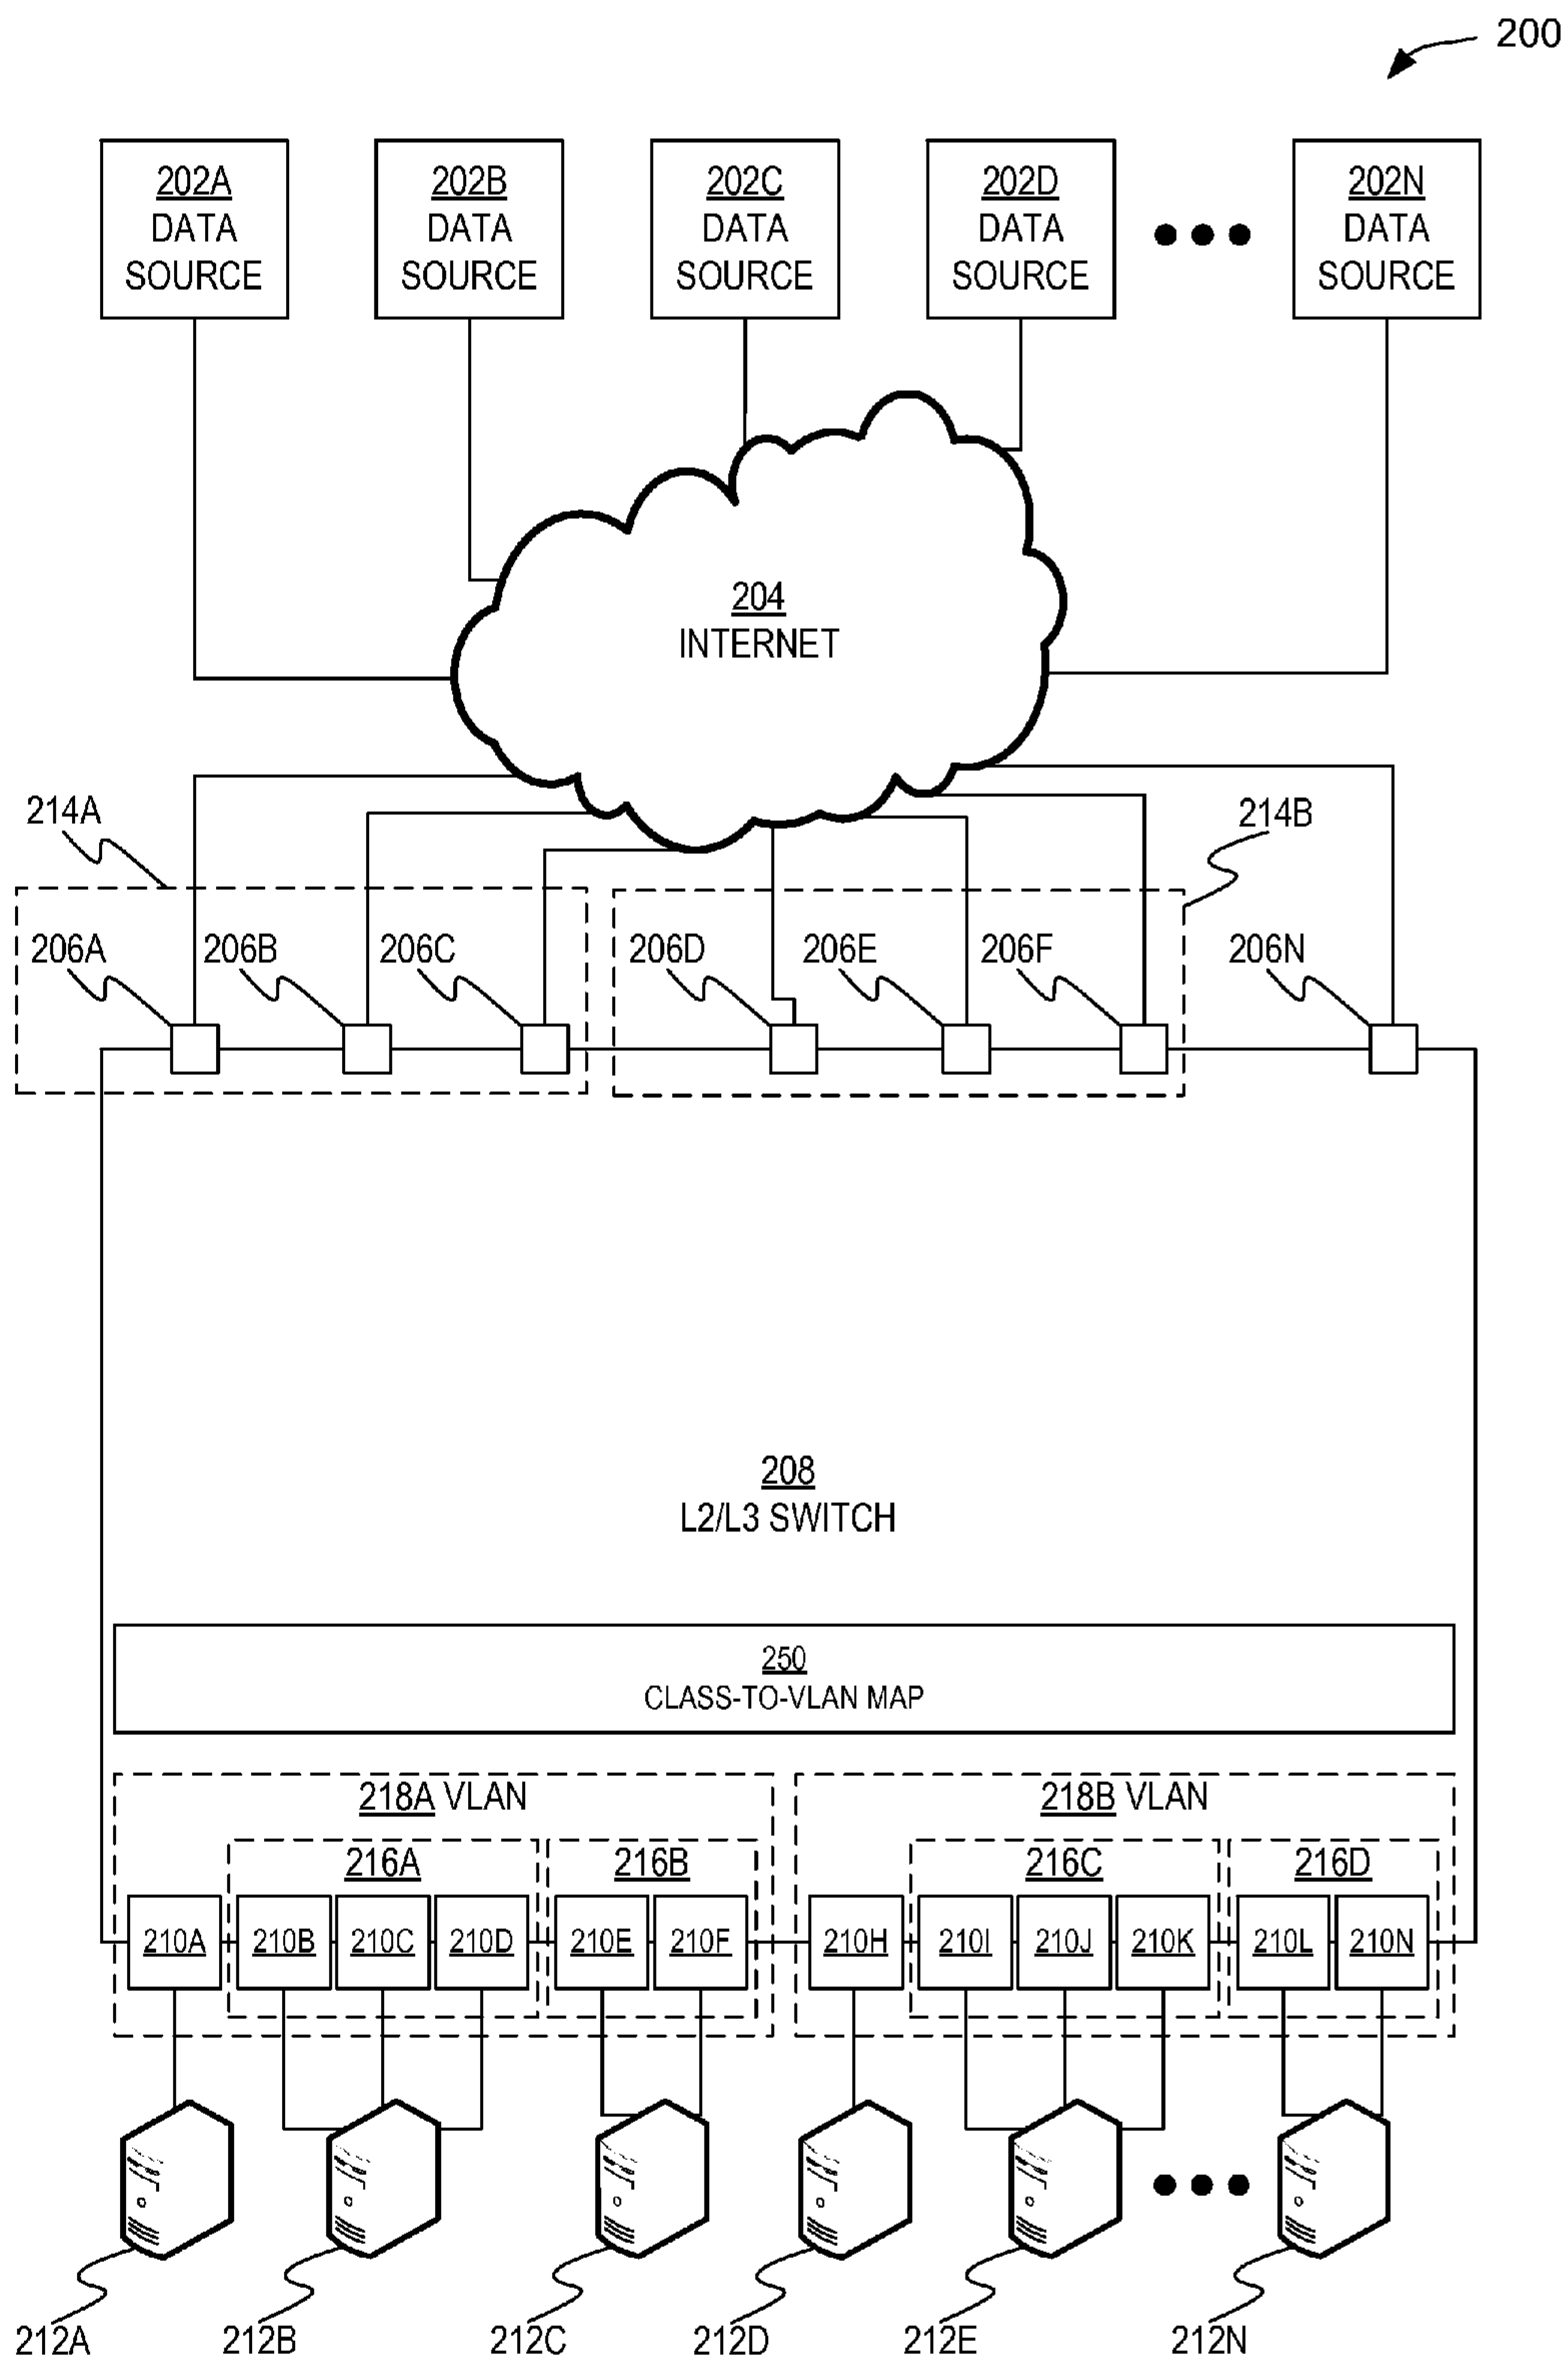 200
202A
DATA
SOURCE
202B
DATA
SOURCE
202C
DATA
SOURCE
202D
DATA
SOURCE
202N
DATA
SOURCE
204
INTERNET
214A
214B
206A
206B
206C
206D
206E
206F
206N
208
L2/L3 SWITCH
250
CLASS-TO-VLAN MAP
218A VLAN
218B VLAN
216A
216B
216C
216D
210A
210B
210C
210D
210E
210F
210H
210I
210J
210K
210L
210N
212A
212B
212C
212D
212E
212N